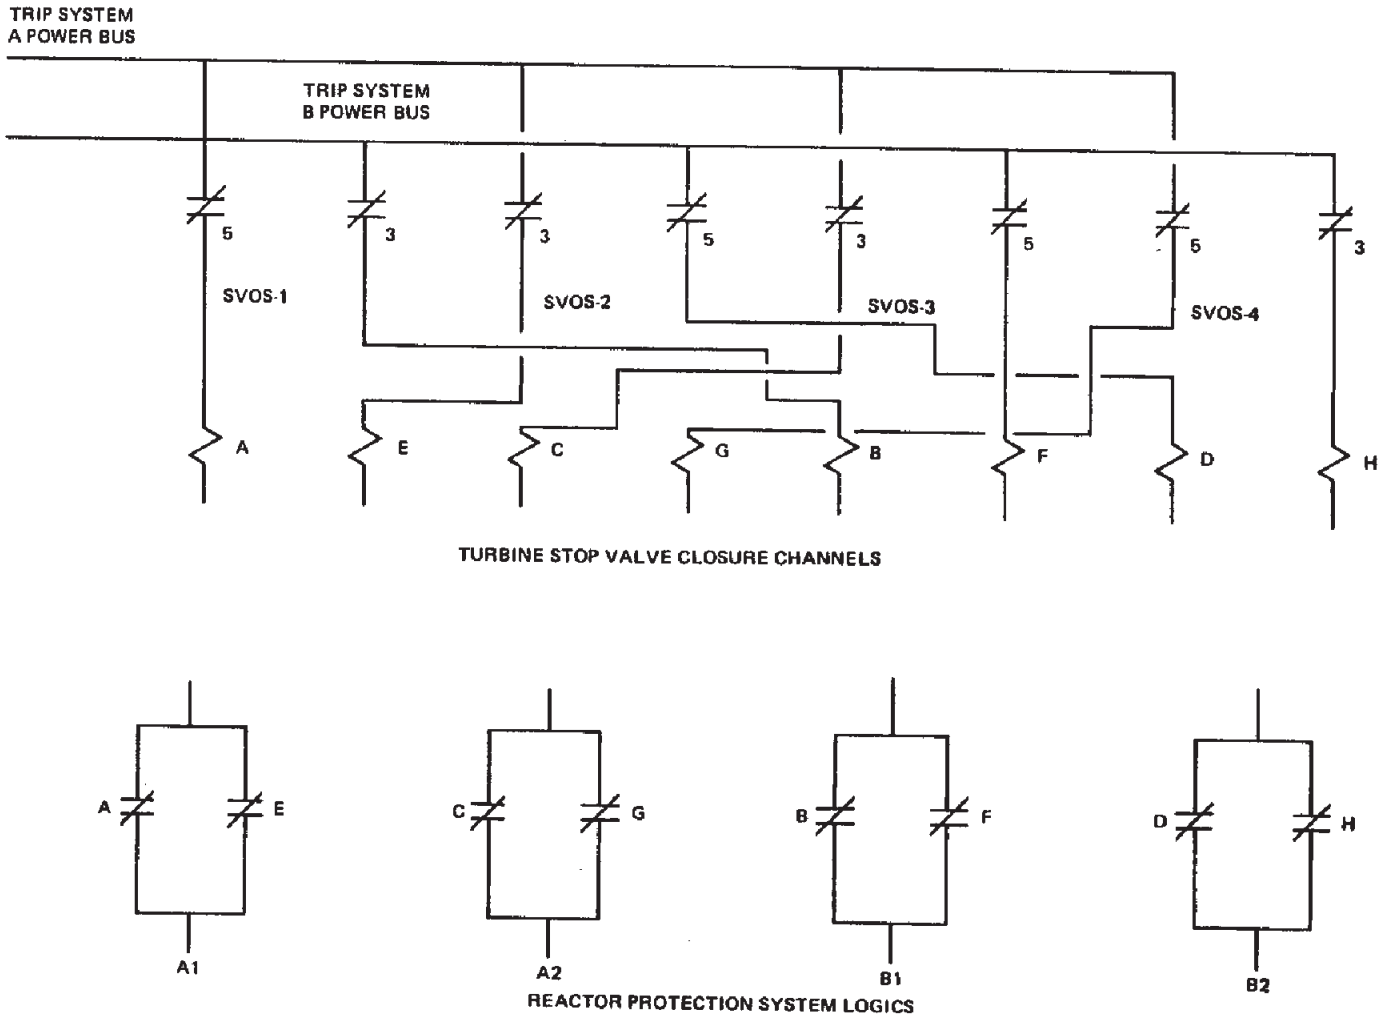 TRIP SYSTEM
A POWER BUS
TRIP SYSTEM
B POWER BUS
5
3
3
5
3
5
5
3
SVOS-1
SVOS-2
SVOS-3
SVOS-4
A
E
C
G
B
F
D
H
TURBINE STOP VALVE CLOSURE CHANNELS
A
E
C
G
B
F
D
H
A1
A2
B1
B2
REACTOR PROTECTION SYSTEM LOGICS